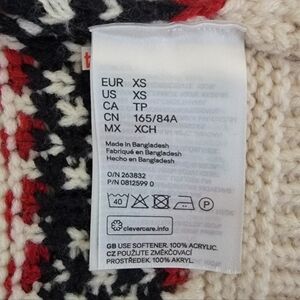 EUR XS
US XS
CA TP
CN 165/84A
MX XCH
Made in Bangladesh
Fabriqué en Bangladesh
Hecho en Bangladesh
O/N 263832
P/N 0812599 0
40
P
clevercare.info
GB USE SOFTENER. 100% ACRYLIC.
CZ POUŽIJTE ZMĚKČOVACÍ
PROSTŘEDEK. 100% AKRYL.